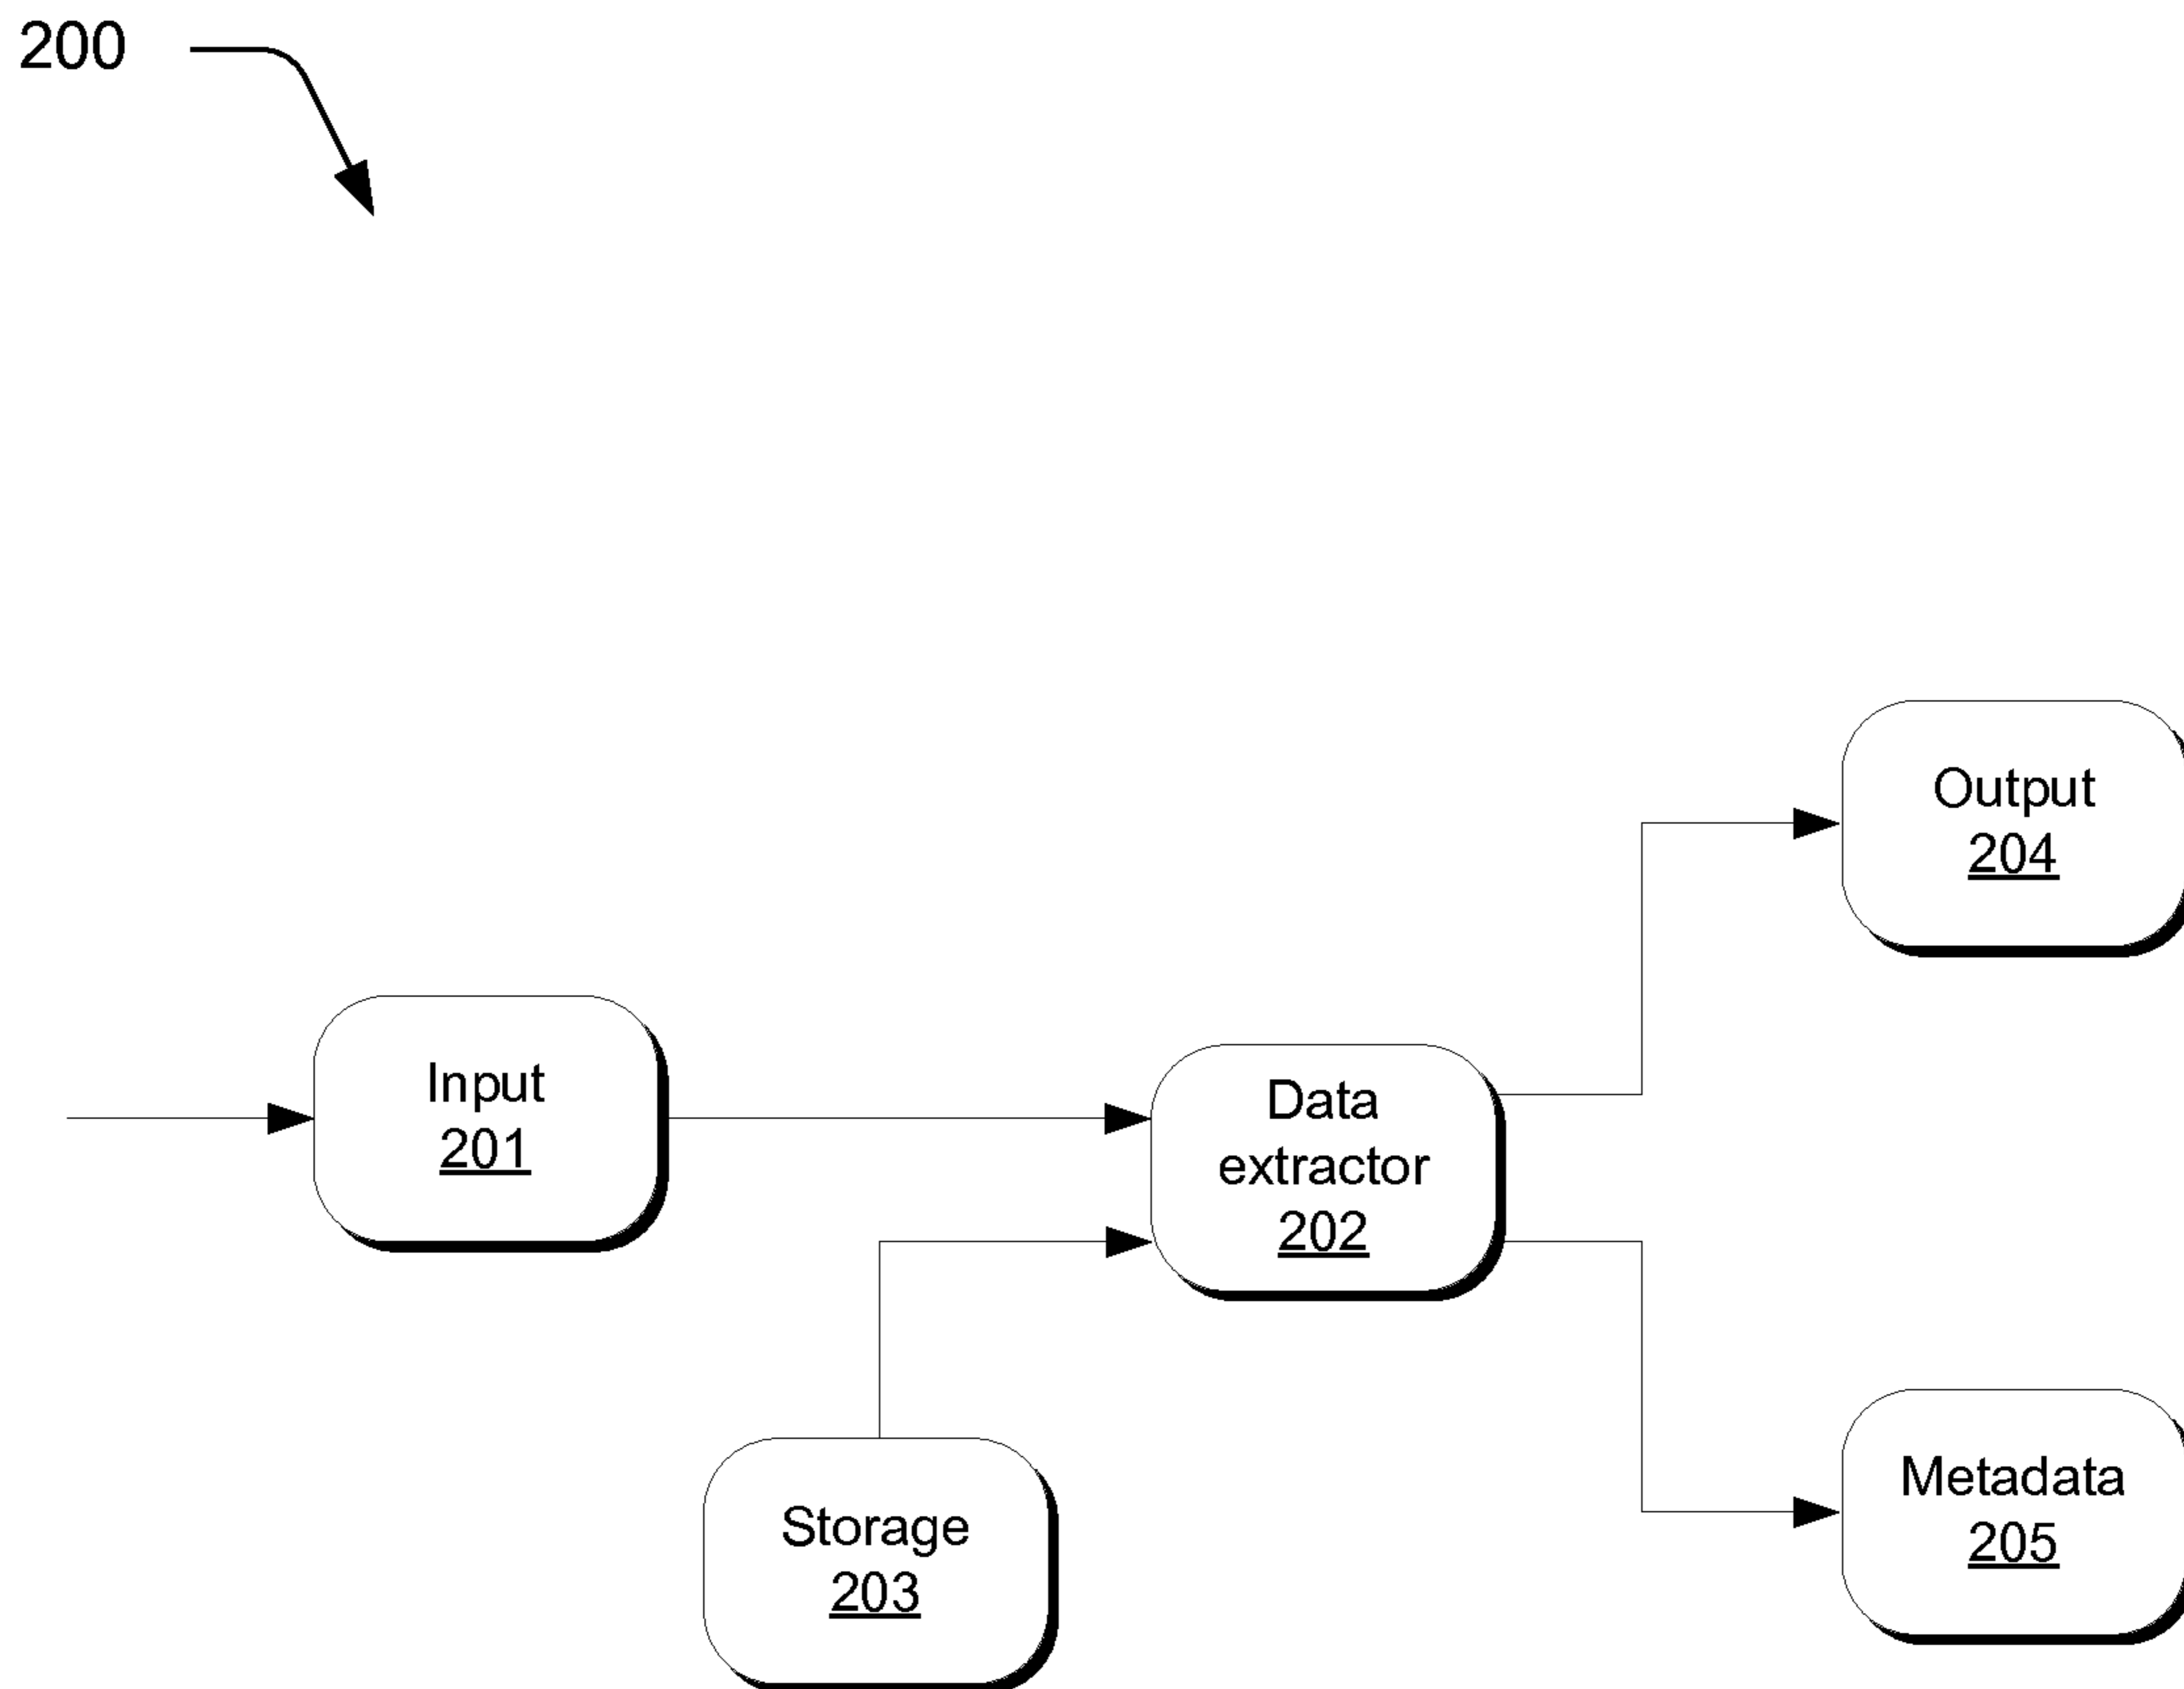 200
Output
204
Input
201
Data
extractor
202
Metadata
205
Storage
203